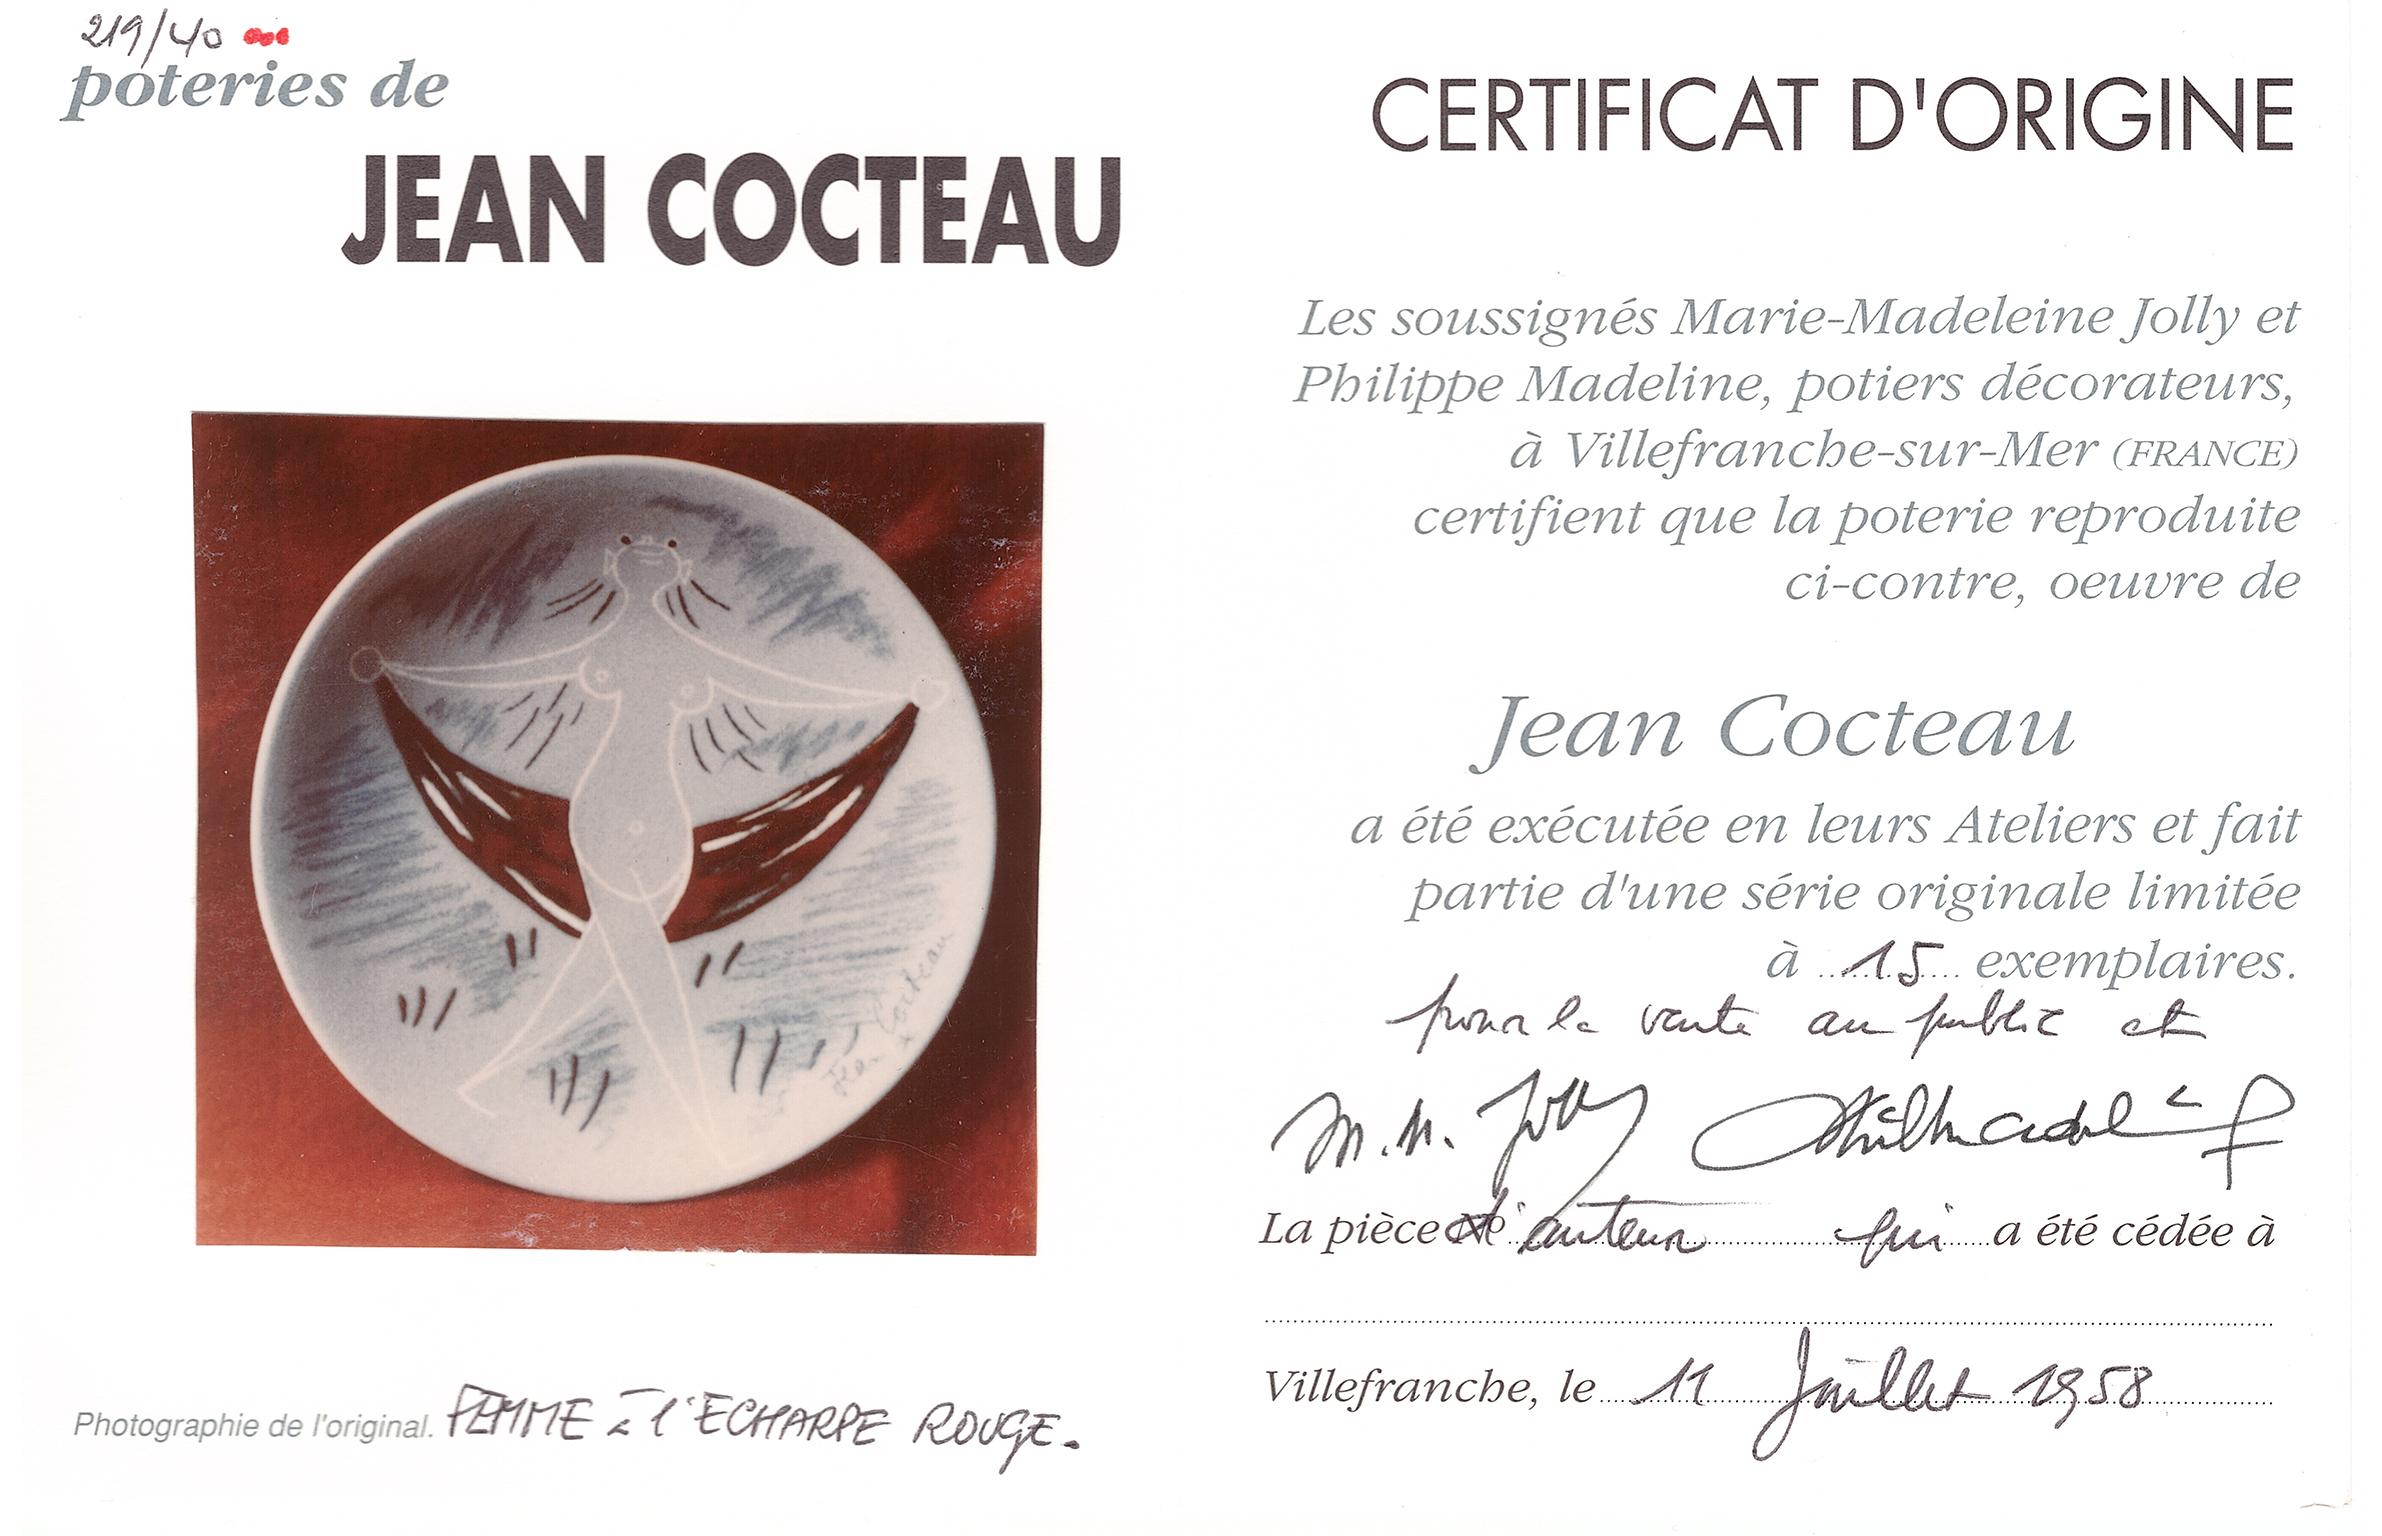 219/40
poteries de
JEAN COCTEAU
Jean Cocteau
Photographie de l'original. FEMME à l'ECHARPE ROUGE.
CERTIFICAT D'ORIGINE
Les soussignés Marie-Madeleine Jolly et
Philippe Madeline, potiers décorateurs,
à Villefranche-sur-Mer (FRANCE)
certifient que la poterie reproduite
ci-contre, oeuvre de
Jean Cocteau
a été exécutée en leurs Ateliers et fait
partie d'une série originale limitée
à 15 exemplaires.
pour la vente au public et
M.M. Jolly
La pièce d'auteur qui a été cédée à
Villefranche, le 11 Juillet 1958